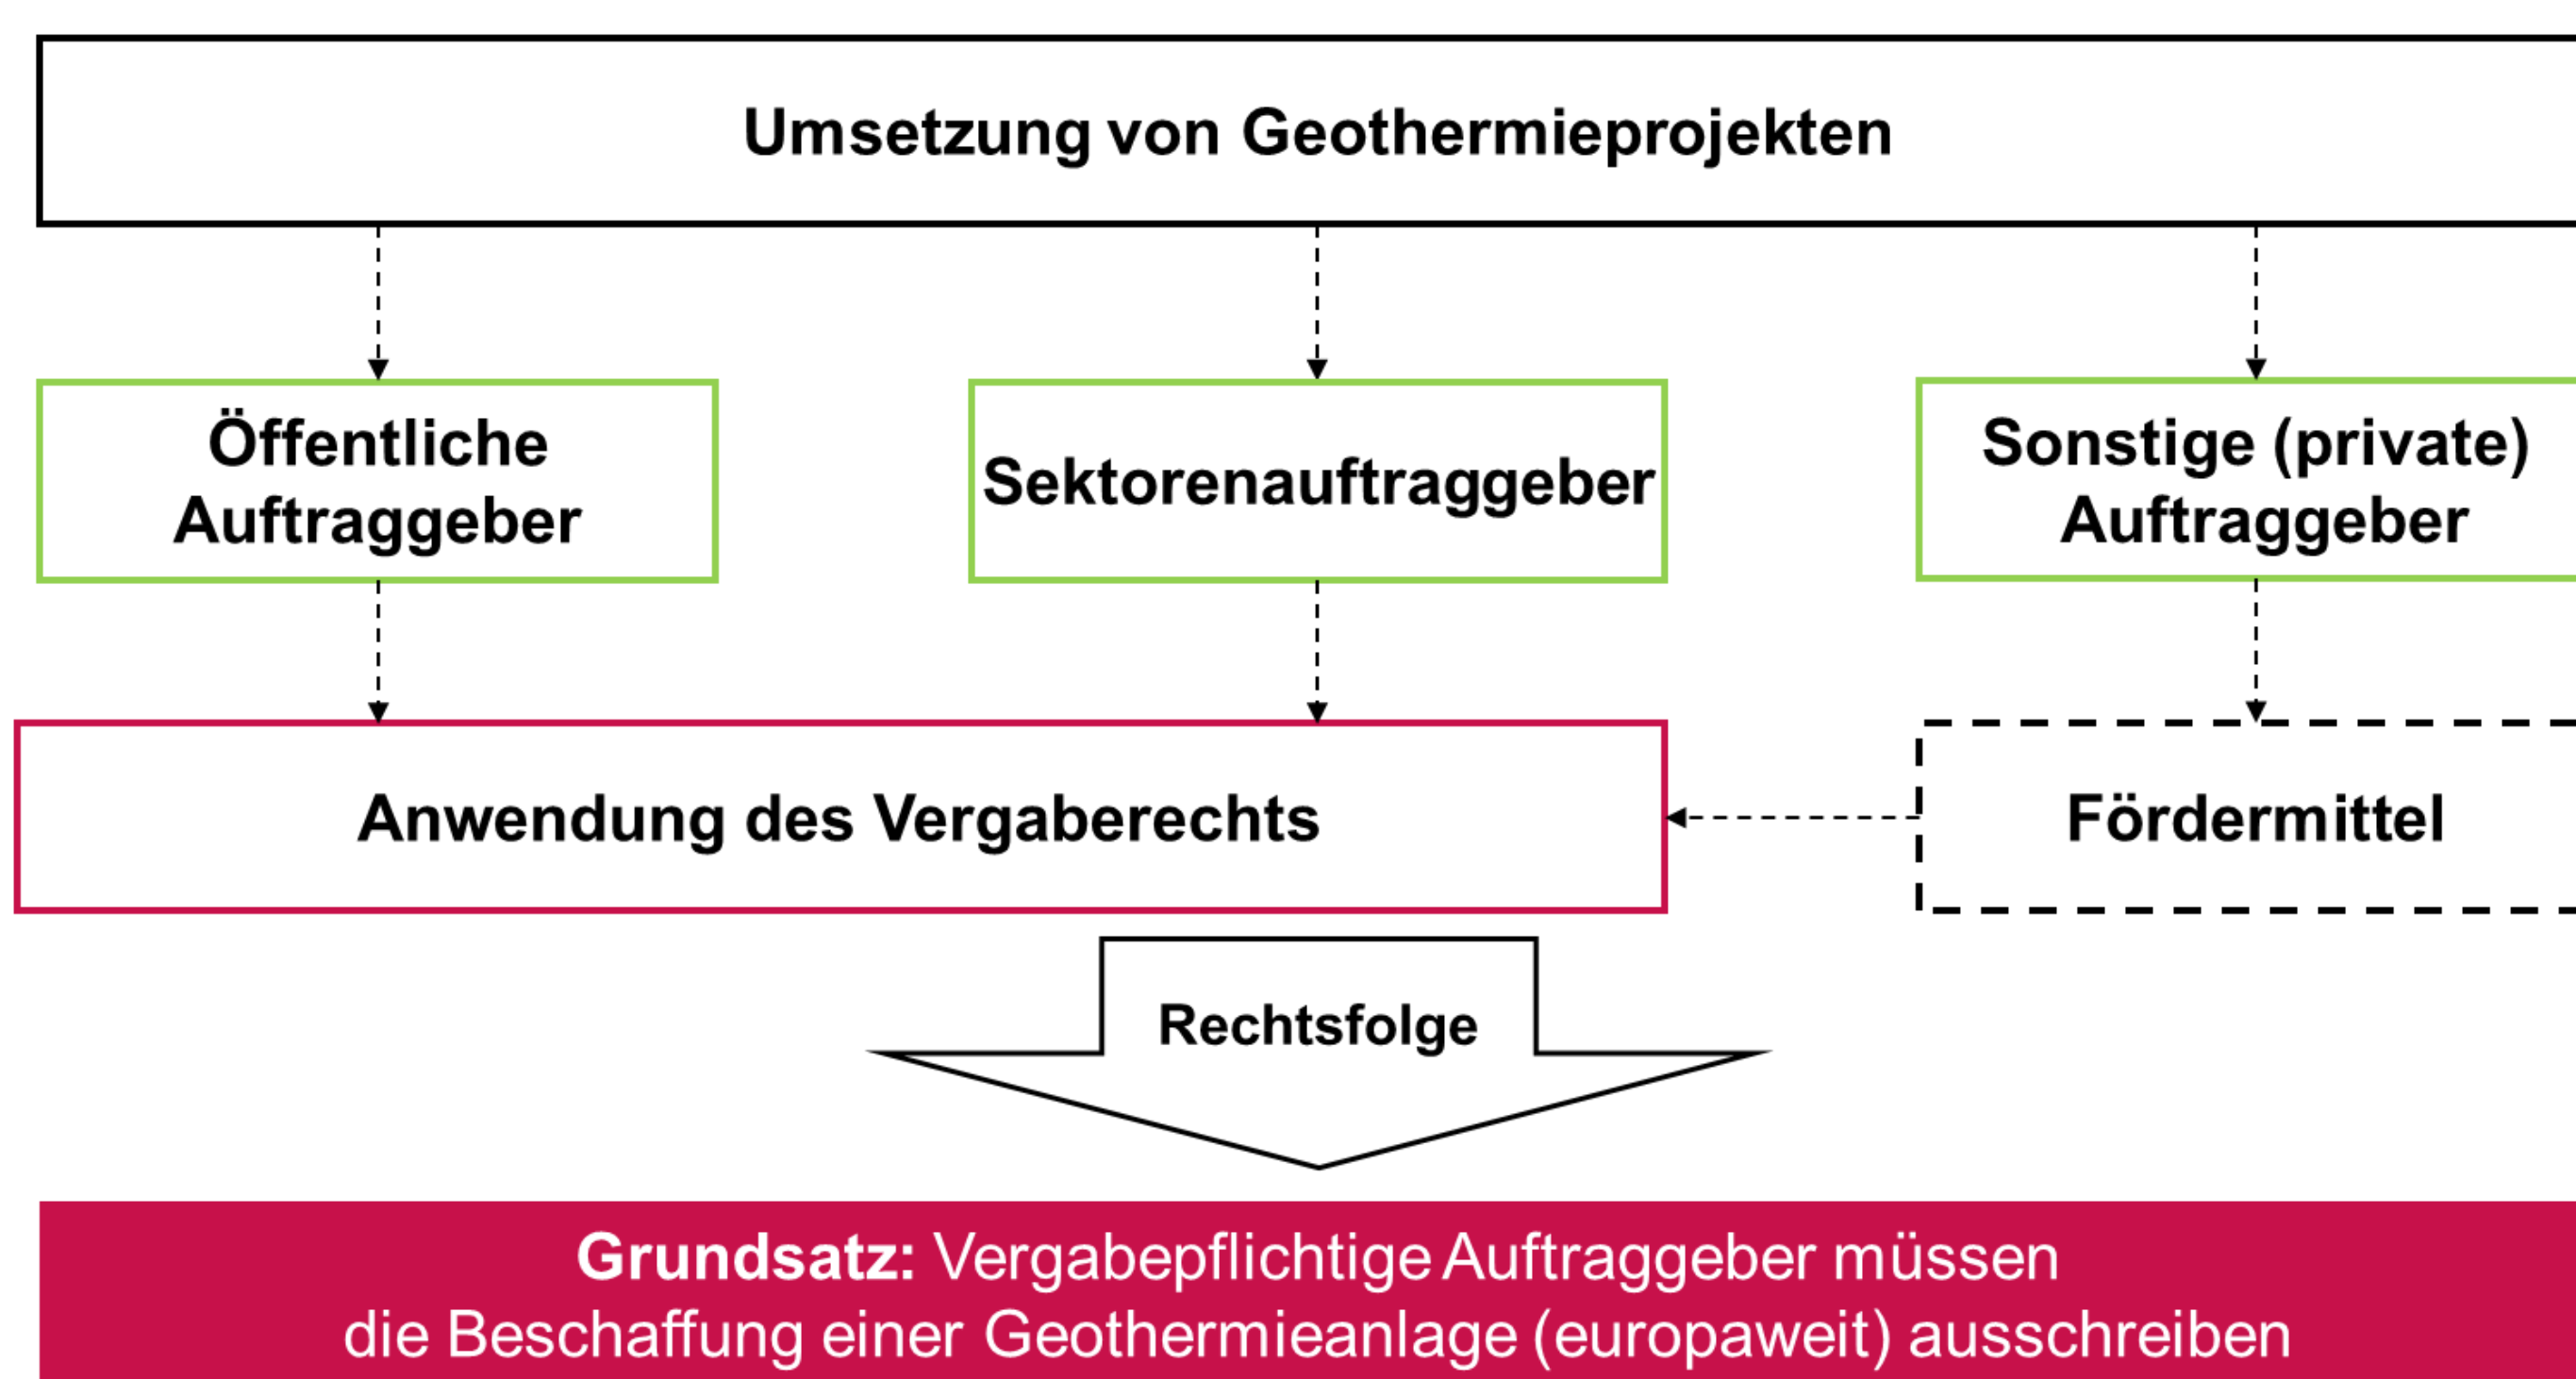 Umsetzung von Geothermieprojekten
Öffentliche
Auftraggeber
Sektorenauftraggeber
Sonstige (private)
Auftraggeber
Anwendung des Vergaberechts
Fördermittel
Rechtsfolge
Grundsatz: Vergabepflichtige Auftraggeber müssen
die Beschaffung einer Geothermieanlage (europaweit) ausschreiben